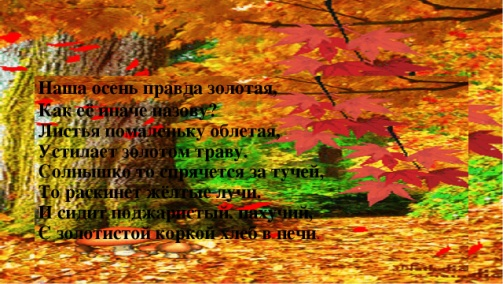 Наша осень правда золотая,
Как её иначе назову?
Листья помаленьку облетая,
Устилает золотом траву.
Солнышко то спрячется за тучей,
То раскинет жёлтые лучи.
И сидит поджаристый, пахучий,
С золотистой коркой хлеб в печи.